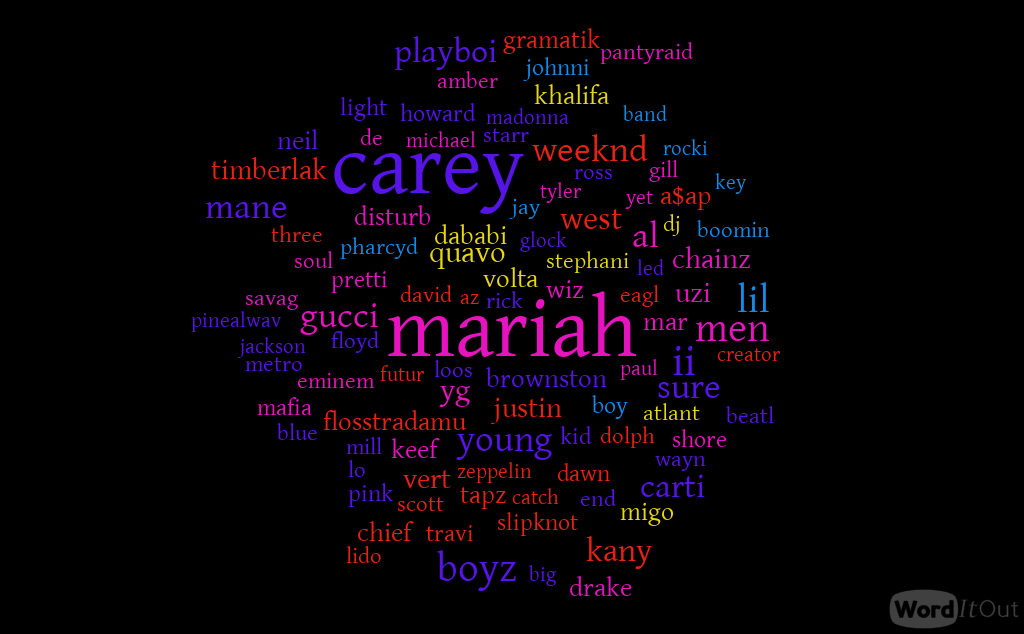 playboi gramatik pantyraid
amber johnni
khalifa
light howard madonna band
neil de michael starr weeknd rocki
timberlak carey ross gill key
mane tyler yet a$ap
disturb jay west dj
three dababi glock al boomin
pharcyd quavo stephani led chainz
soul pretti volta wiz
savag david az rick eagl uzi lil
pinealwav gucci mariah mar men
jackson floyd creator
metro eminem futur loos brownston paul ii sure
mafia yg justin boy atlant beatl
flosstradamu
blue mill keef young kid dolph shore
lo zeppelin dawn wayn
pink vert tapz catch end carti
scott migo
chief travi slipknot
lido kany
boyz big drake
WordItOut